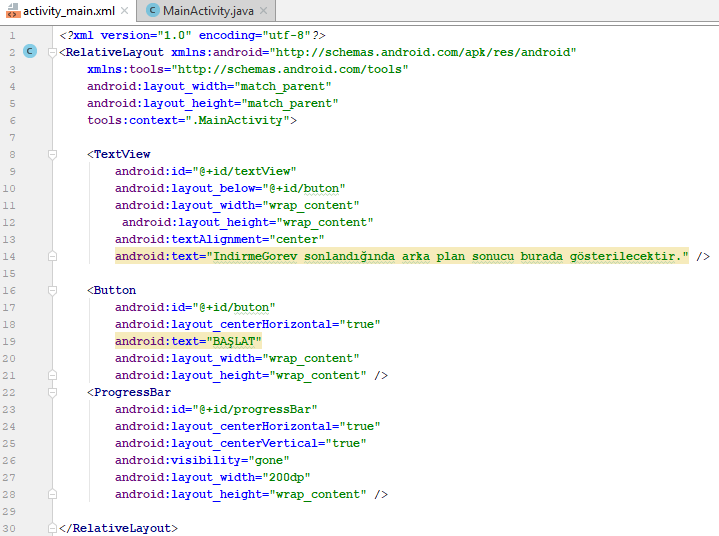 activity_main.xml MainActivity.java
1 <?xml version="1.0" encoding="utf-8"?>
2 <RelativeLayout xmlns:android="http://schemas.android.com/apk/res/android"
3 xmlns:tools="http://schemas.android.com/tools"
4 android:layout_width="match_parent"
5 android:layout_height="match_parent"
6 tools:context=".MainActivity">
7
8 <TextView
9 android:id="@+id/textView"
10 android:layout_below="@+id/buton"
11 android:layout_width="wrap_content"
12 android:layout_height="wrap_content"
13 android:textAlignment="center"
14 android:text="IndirmeGorev sonlandığında arka plan sonucu burada gösterilecektir." />
15
16 <Button
17 android:id="@+id/buton"
18 android:layout_centerHorizontal="true"
19 android:text="BAŞLAT"
20 android:layout_width="wrap_content"
21 android:layout_height="wrap_content" />
22 <ProgressBar
23 android:id="@+id/progressBar"
24 android:layout_centerHorizontal="true"
25 android:layout_centerVertical="true"
26 android:visibility="gone"
27 android:layout_width="200dp"
28 android:layout_height="wrap_content" />
29
30 </RelativeLayout>